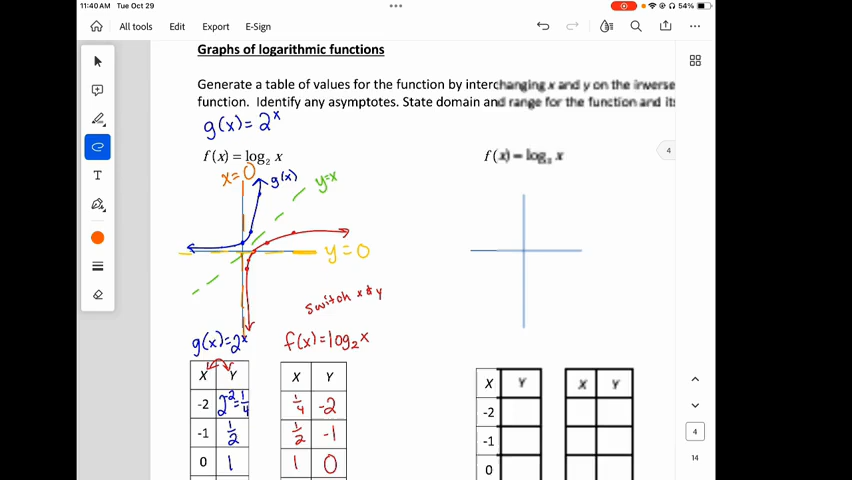 11:40AM Tue Oct 29
54%
All tools Edit Export E-Sign
Graphs of logarithmic functions
Generate a table of values for the function by interchanging x and y on the inverse
function. Identify any asymptotes. State domain and range for the function and its
g(x)=2^x
f(x) = log₂ x
f(x) = log₃ x
4
x=0
g(x)
y=x
y=0
switch x & y
g(x)=2^x
f(x)=log₂x
X Y
-2 2^-2=1/4
-1 1/2
0 1
X Y
1/4 -2
1/2 -1
1 0
X Y
-2
-1
0
X Y
4
14